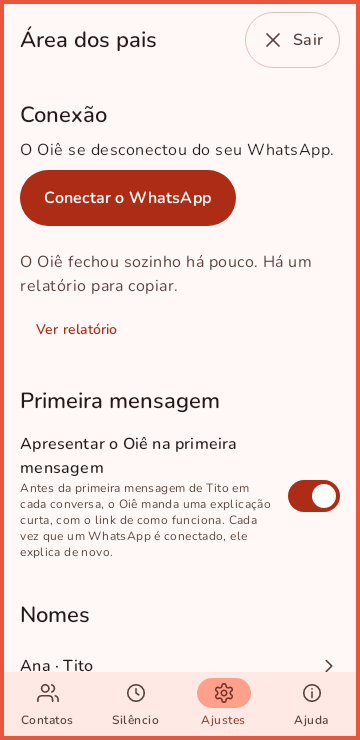 Área dos pais
Sair
Conexão
O Oiê se desconectou do seu WhatsApp.
Conectar o WhatsApp
O Oiê fechou sozinho há pouco. Há um
relatório para copiar.
Ver relatório
Primeira mensagem
Apresentar o Oiê na primeira
mensagem
Antes da primeira mensagem de Tito em
cada conversa, o Oiê manda uma explicação
curta, com o link de como funciona. Cada
vez que um WhatsApp é conectado, ele
explica de novo.
Nomes
Ana · Tito
Contatos
Silêncio
Ajustes
Ajuda